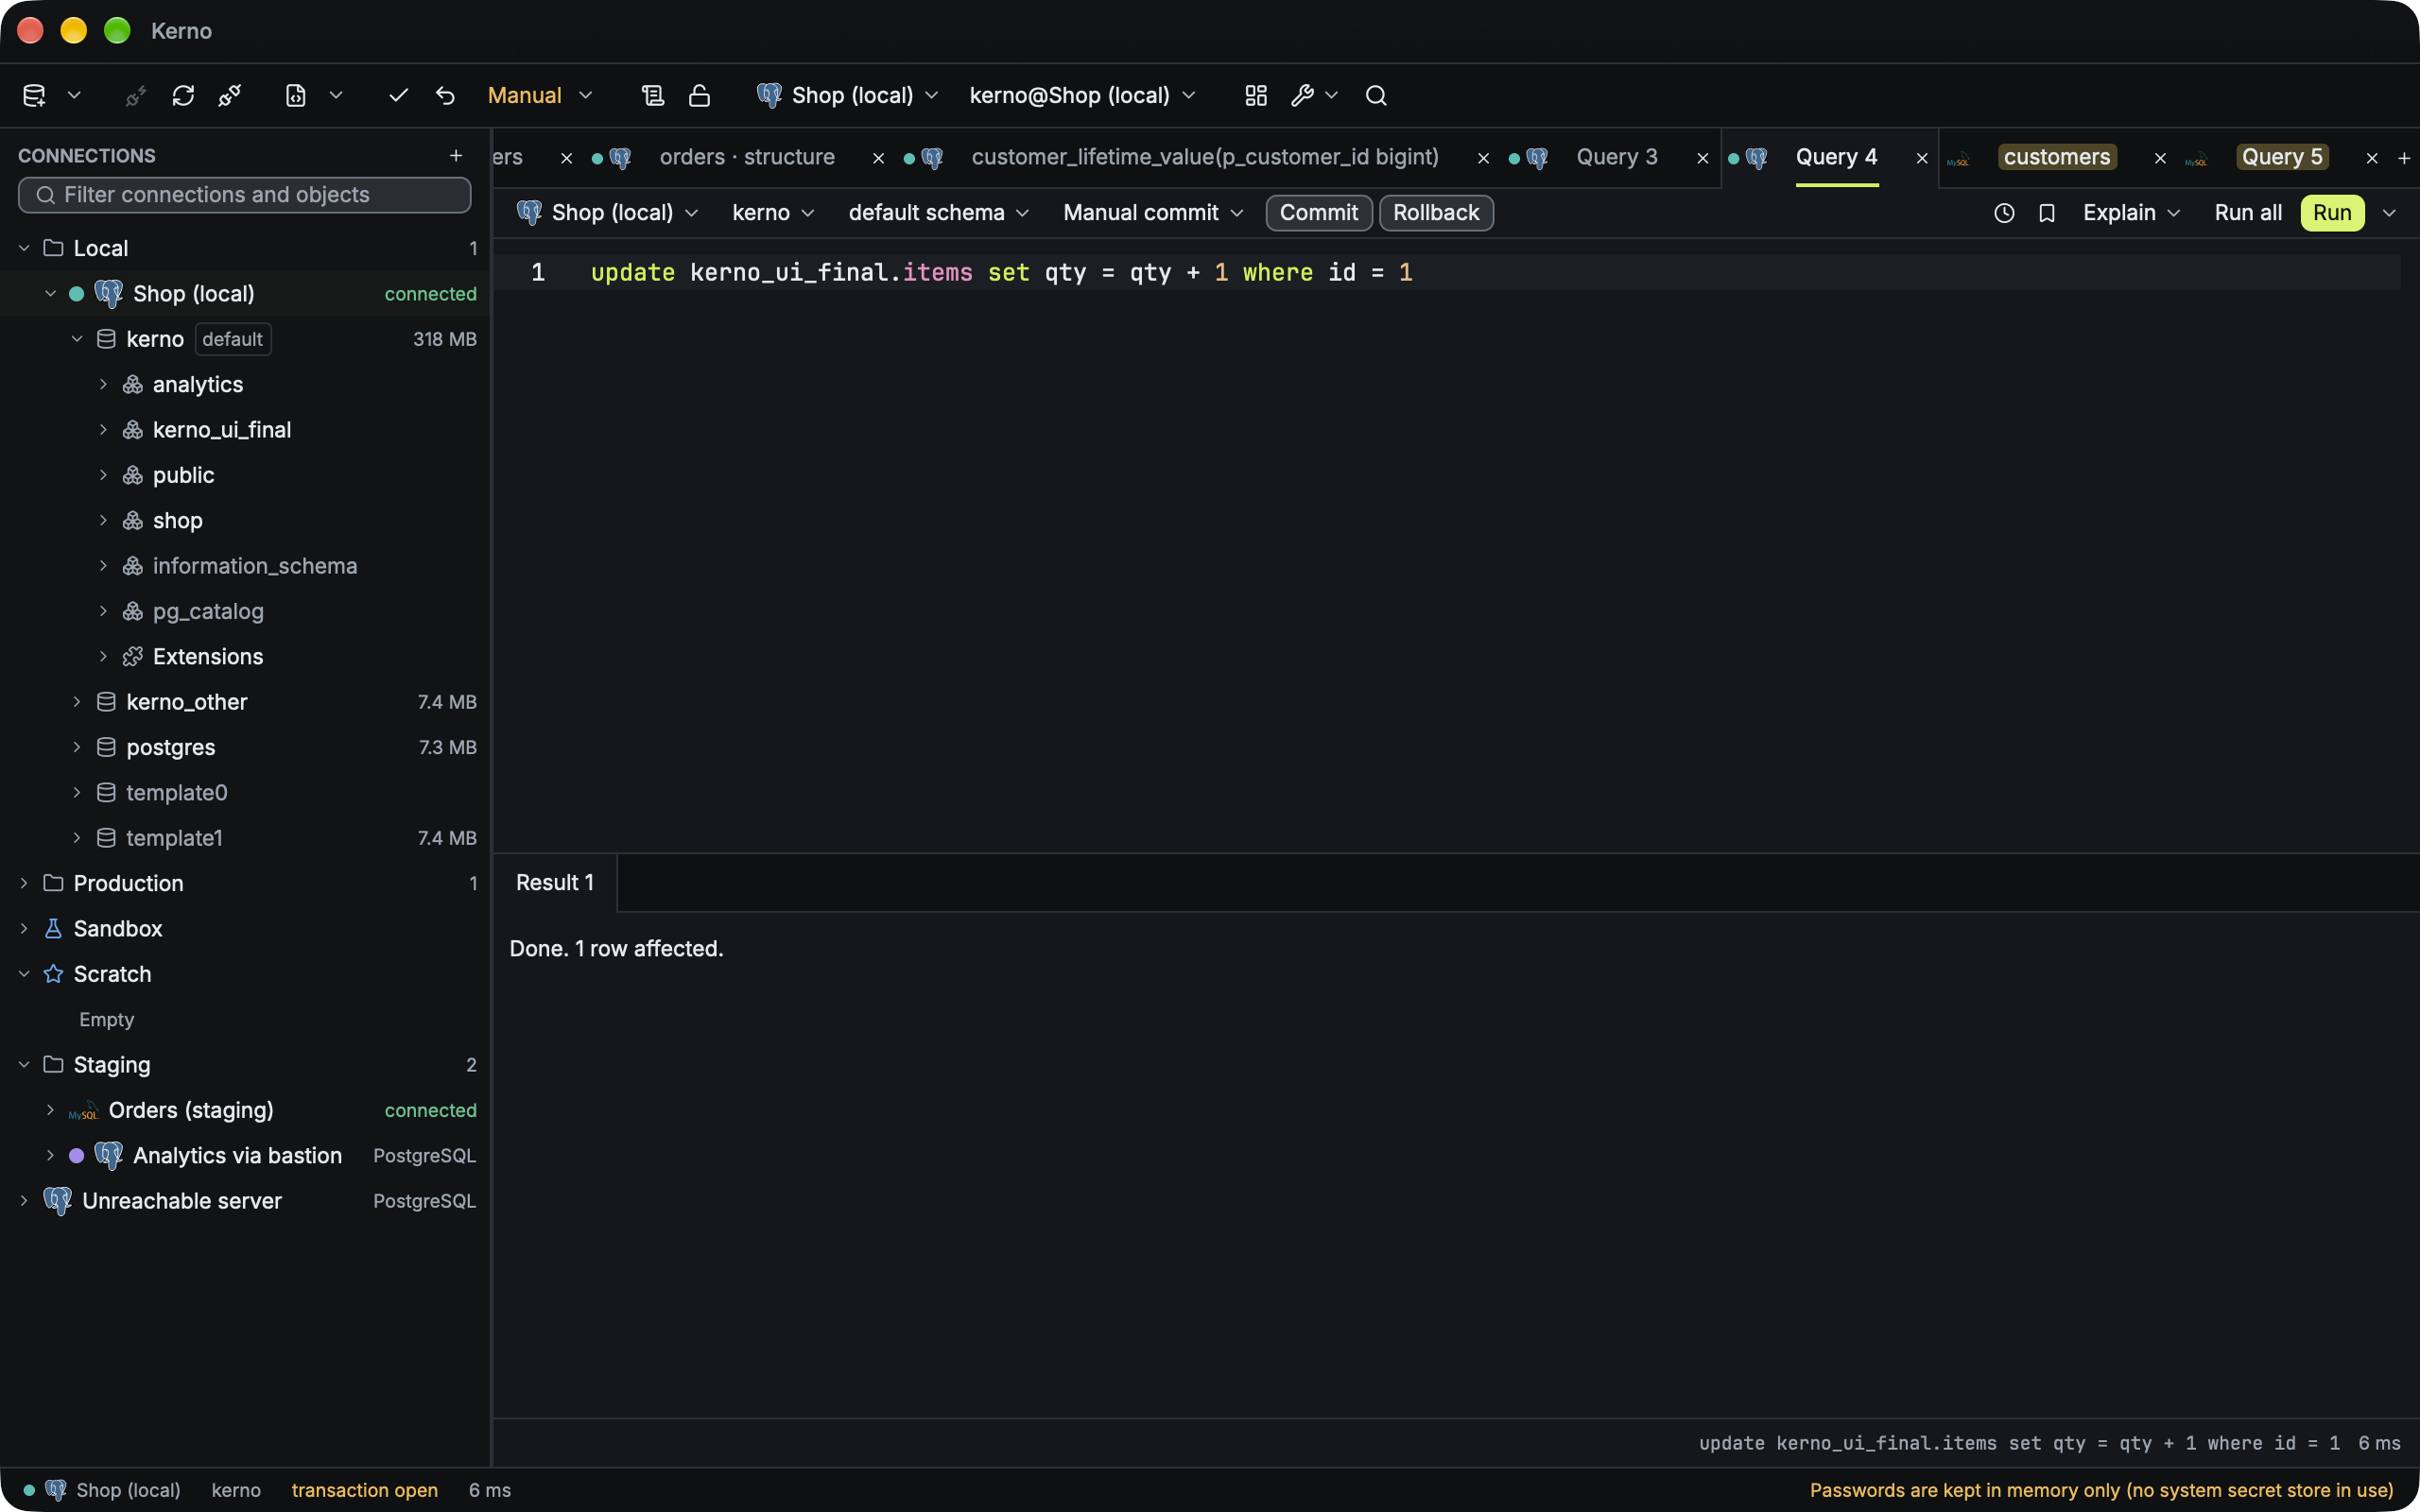 Kerno
Manual
Shop (local)
kerno@Shop (local)
CONNECTIONS
Filter connections and objects
Local 1
Shop (local) connected
kerno default 318 MB
analytics
kerno_ui_final
public
shop
information_schema
pg_catalog
Extensions
kerno_other 7.4 MB
postgres 7.3 MB
template0
template1 7.4 MB
Production 1
Sandbox
Scratch
Empty
Staging 2
MySQL Orders (staging) connected
Analytics via bastion PostgreSQL
Unreachable server PostgreSQL
ers orders · structure customer_lifetime_value(p_customer_id bigint) Query 3 Query 4 MySQL customers MySQL Query 5
Shop (local) kerno default schema Manual commit Commit Rollback Explain Run all Run
1 update kerno_ui_final.items set qty = qty + 1 where id = 1
Result 1
Done. 1 row affected.
update kerno_ui_final.items set qty = qty + 1 where id = 1 6 ms
Shop (local) kerno transaction open 6 ms Passwords are kept in memory only (no system secret store in use)